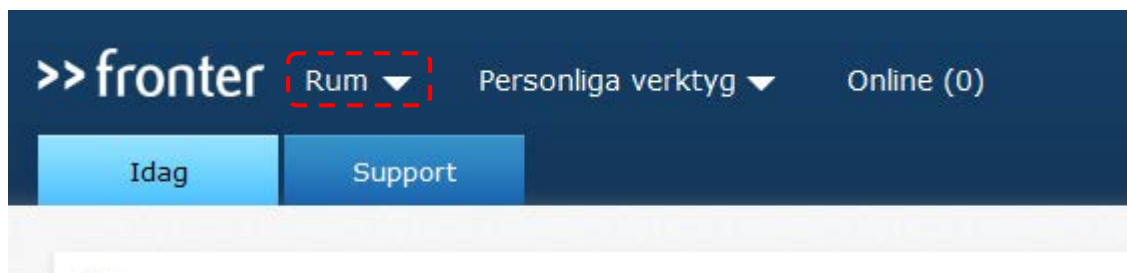 >>fronter Rum Personliga verktyg Online (0)
Idag Support